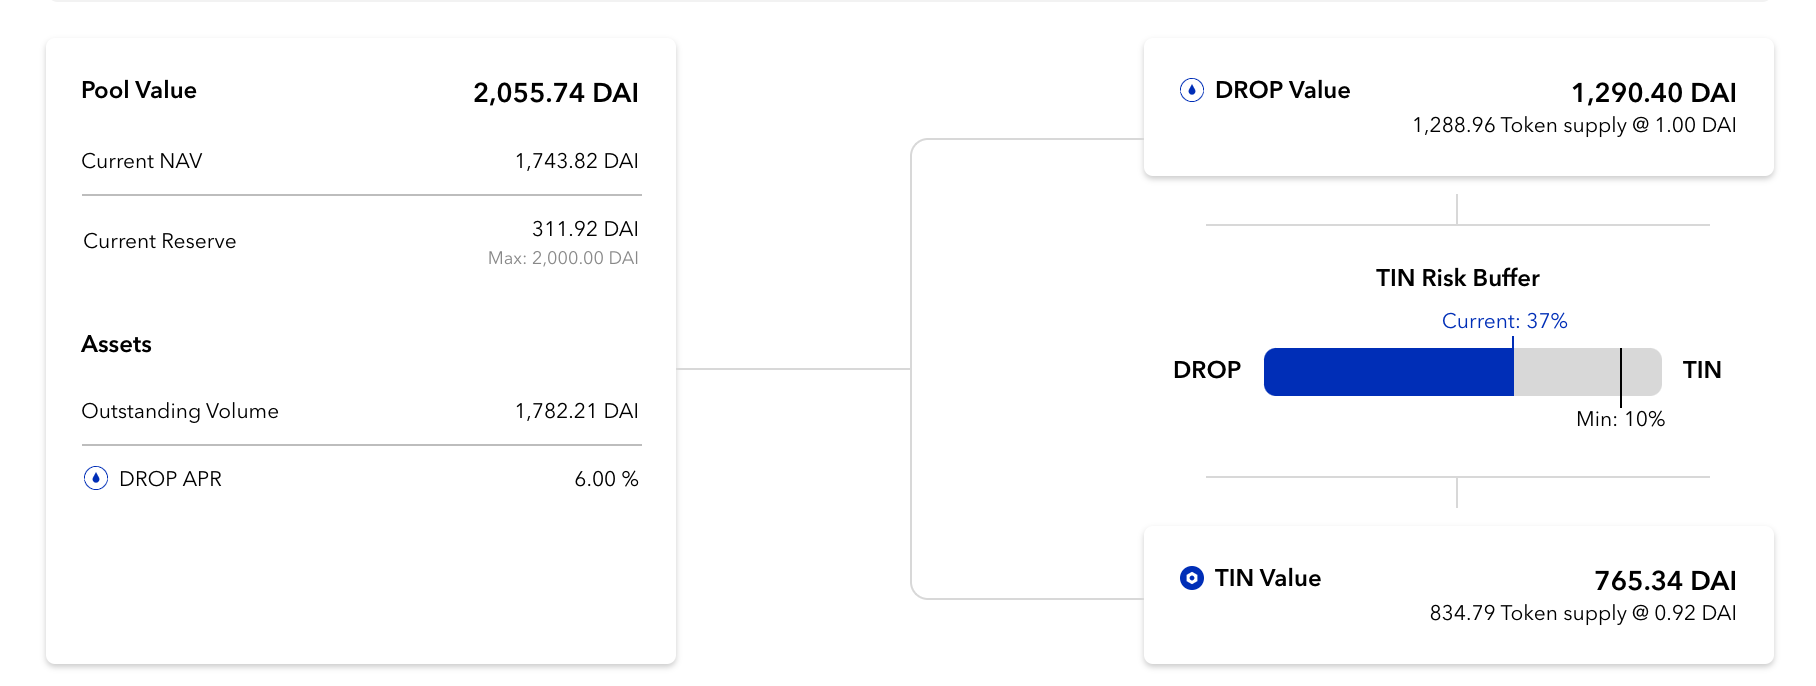 Pool Value 2,055.74 DAI
Current NAV 1,743.82 DAI
Current Reserve 311.92 DAI
Max: 2,000.00 DAI
Assets
Outstanding Volume 1,782.21 DAI
DROP APR 6.00 %
DROP Value 1,290.40 DAI
1,288.96 Token supply @ 1.00 DAI
TIN Risk Buffer
Current: 37%
DROP TIN
Min: 10%
TIN Value 765.34 DAI
834.79 Token supply @ 0.92 DAI